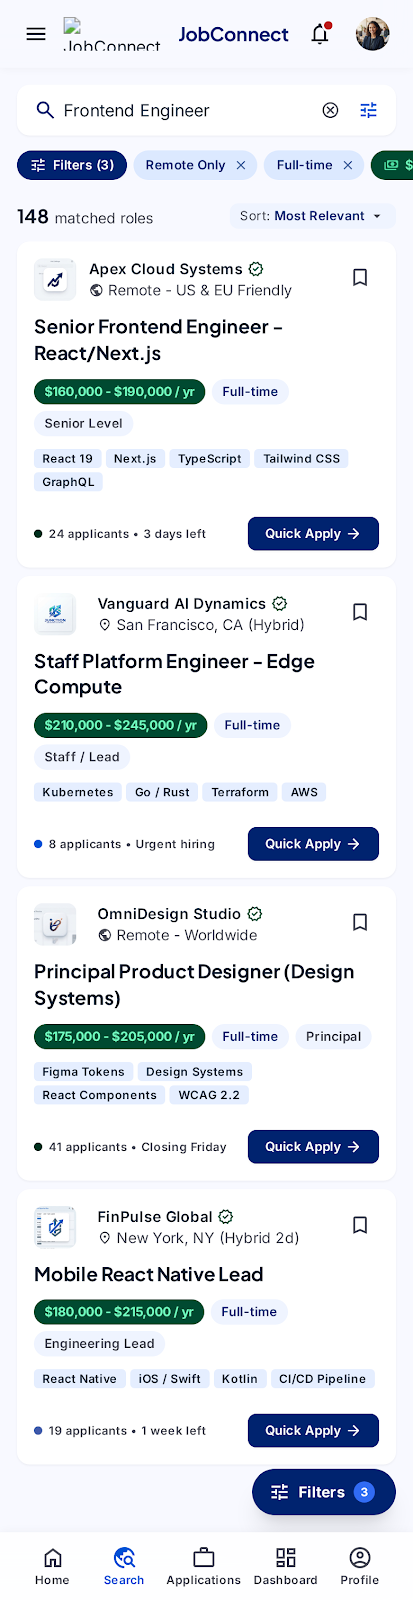 JobConnect
JobConnect
Frontend Engineer
Filters (3)
Remote Only
Full-time
$
148 matched roles
Sort: Most Relevant
Apex Cloud Systems
Remote - US & EU Friendly
Senior Frontend Engineer -
React/Next.js
$160,000 - $190,000 / yr
Full-time
Senior Level
React 19
Next.js
TypeScript
Tailwind CSS
GraphQL
24 applicants • 3 days left
Quick Apply
Vanguard AI Dynamics
San Francisco, CA (Hybrid)
Staff Platform Engineer - Edge
Compute
$210,000 - $245,000 / yr
Full-time
Staff / Lead
Kubernetes
Go / Rust
Terraform
AWS
8 applicants • Urgent hiring
Quick Apply
OmniDesign Studio
Remote - Worldwide
Principal Product Designer (Design
Systems)
$175,000 - $205,000 / yr
Full-time
Principal
Figma Tokens
Design Systems
React Components
WCAG 2.2
41 applicants • Closing Friday
Quick Apply
FinPulse Global
New York, NY (Hybrid 2d)
Mobile React Native Lead
$180,000 - $215,000 / yr
Full-time
Engineering Lead
React Native
iOS / Swift
Kotlin
CI/CD Pipeline
19 applicants • 1 week left
Quick Apply
Filters 3
Home
Search
Applications
Dashboard
Profile